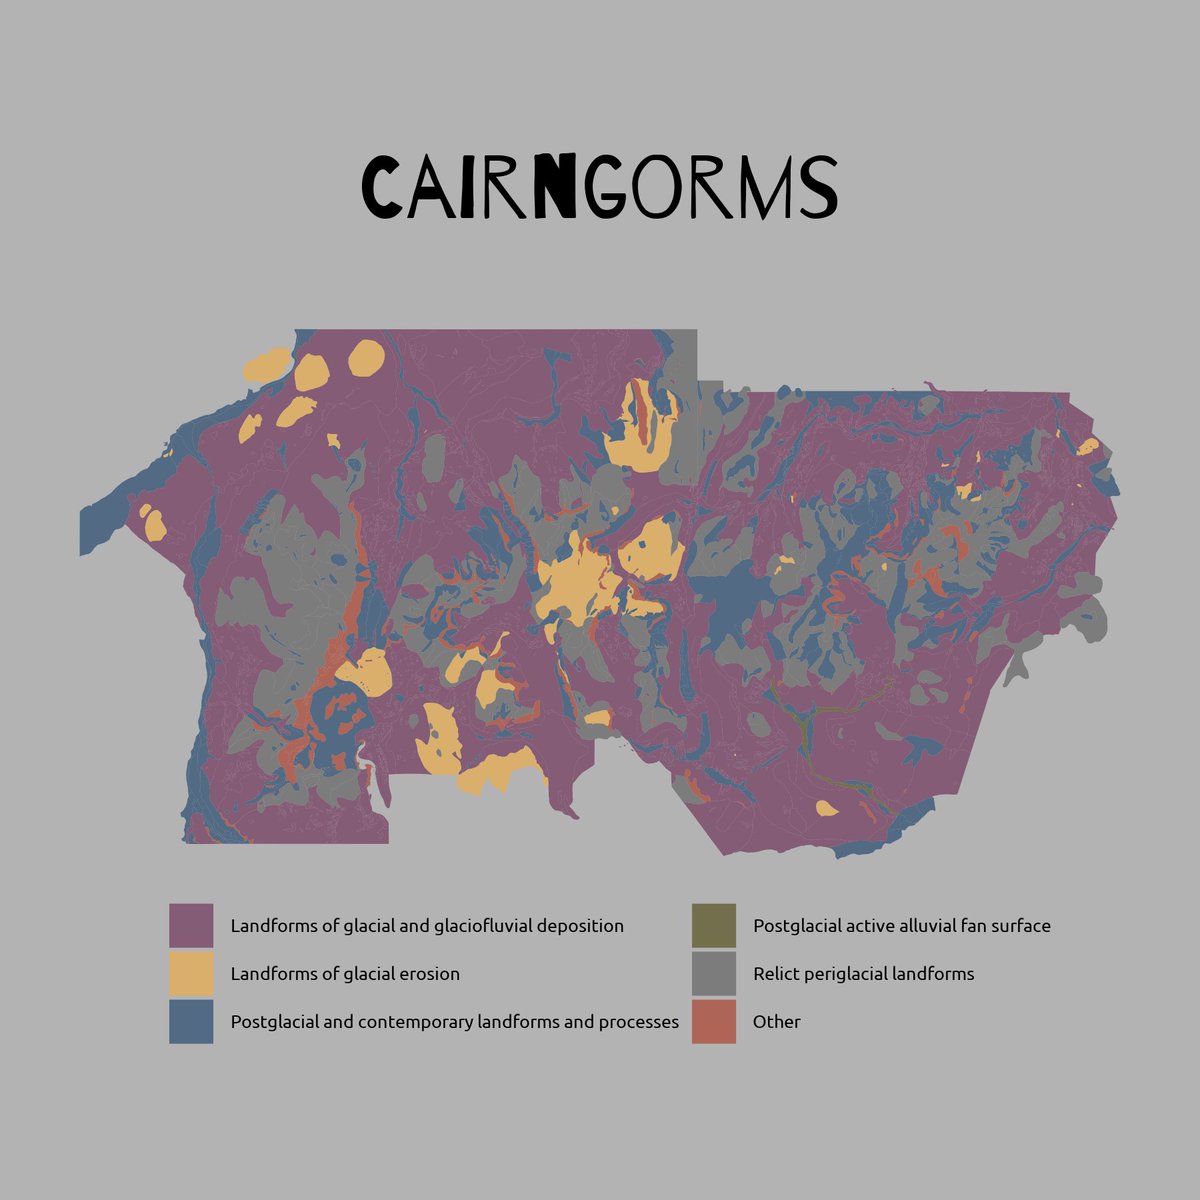 CAIRNGORMS
Landforms of glacial and glaciofluvial deposition
Landforms of glacial erosion
Postglacial and contemporary landforms and processes
Postglacial active alluvial fan surface
Relict periglacial landforms
Other